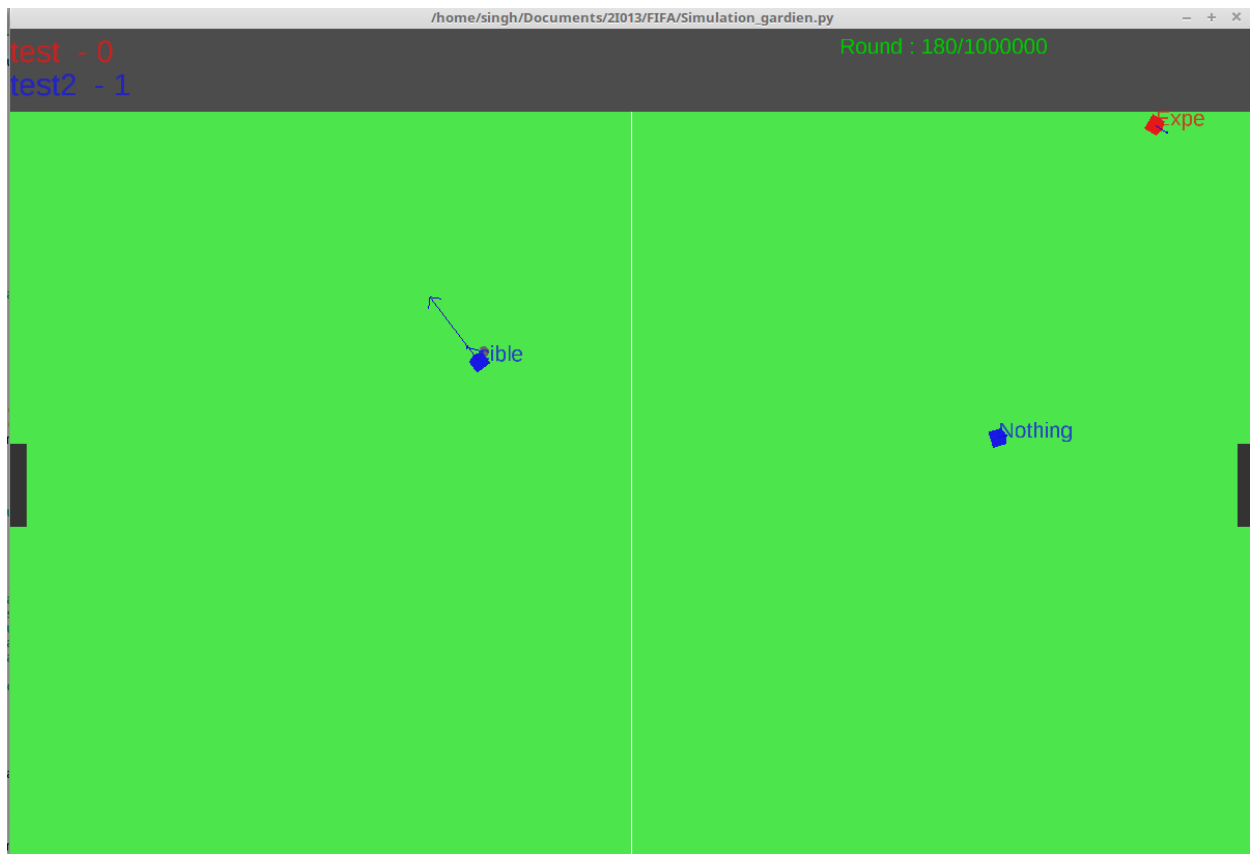 /home/singh/Documents/2I013/FIFA/Simulation_gardien.py
test - 0
Round : 180/1000000
test2 - 1
Expe
ible
Nothing